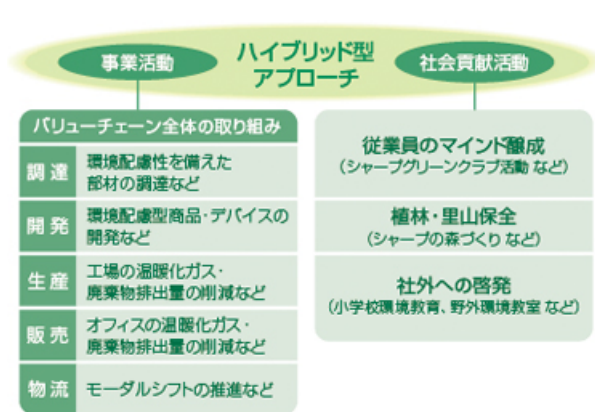 事業活動
ハイブリッド型
アプローチ
社会貢献活動
バリューチェーン全体の取り組み
調達
環境配慮性を備えた
部材の調達など
開発
環境配慮型商品・デバイスの
開発など
生産
工場の温暖化ガス・
廃棄物排出量の削減など
販売
オフィスの温暖化ガス・
廃棄物排出量の削減など
物流
モーダルシフトの推進など
従業員のマインド醸成
(シャープグリーンクラブ活動 など)
植林・里山保全
(シャープの森づくり など)
社外への啓発
(小学校環境教育、野外環境教室 など)